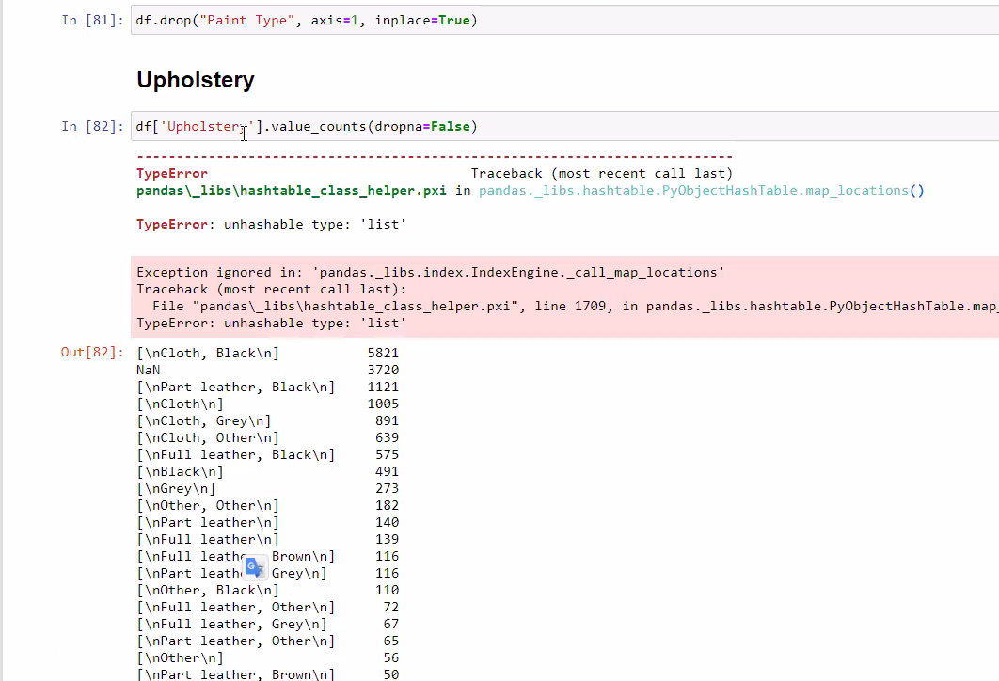 In [81]: df.drop("Paint Type", axis=1, inplace=True)
Upholstery
In [82]: df['Upholstery'].value_counts(dropna=False)
---------------------------------------------------------------------------
TypeError                                 Traceback (most recent call last)
pandas\_libs\hashtable_class_helper.pxi in pandas._libs.hashtable.PyObjectHashTable.map_locations()
TypeError: unhashable type: 'list'
Exception ignored in: 'pandas._libs.index.IndexEngine._call_map_locations'
Traceback (most recent call last):
  File "pandas\_libs\hashtable_class_helper.pxi", line 1709, in pandas._libs.hashtable.PyObjectHashTable.map_
TypeError: unhashable type: 'list'
Out[82]: [\nCloth, Black\n]           5821
NaN                          3720
[\nPart leather, Black\n]    1121
[\nCloth\n]                  1005
[\nCloth, Grey\n]             891
[\nCloth, Other\n]            639
[\nFull leather, Black\n]     575
[\nBlack\n]                   491
[\nGrey\n]                    273
[\nOther, Other\n]            182
[\nPart leather\n]            140
[\nFull leather\n]            139
[\nFull leathe Brown\n]     116
[\nPart leathe Grey\n]      116
[\nOther, Black\n]            110
[\nFull leather, Other\n]      72
[\nFull leather, Grey\n]       67
[\nPart leather, Other\n]      65
[\nOther\n]                    56
[\nPart leather, Brown\n]      50